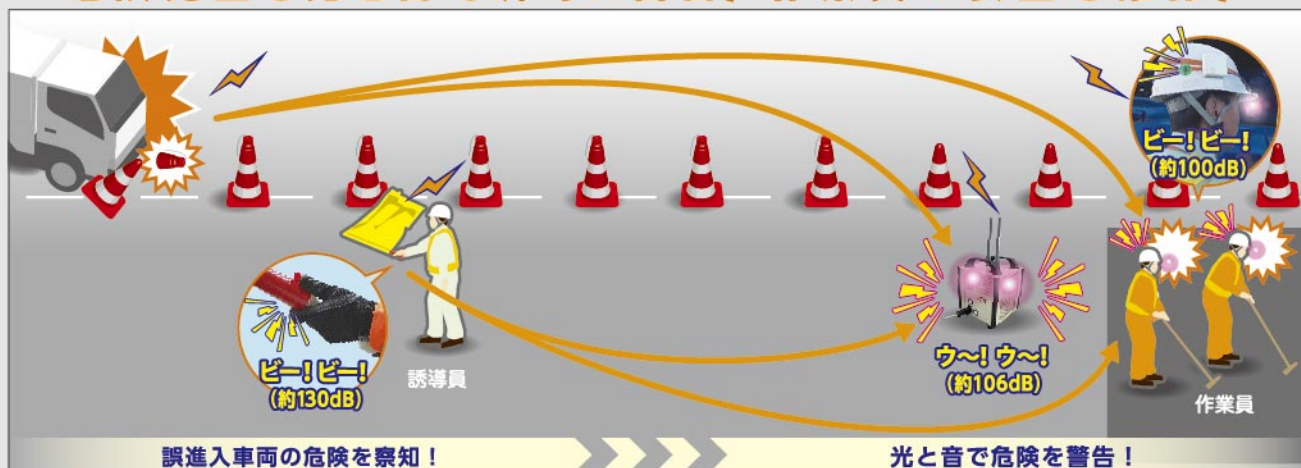 ビー!ビー!
(約100dB)
ビー!ビー!
(約130dB)
誘導員
ウ〜!ウ〜!
(約106dB)
作業員
誤進入車両の危険を察知!
光と音で危険を警告!